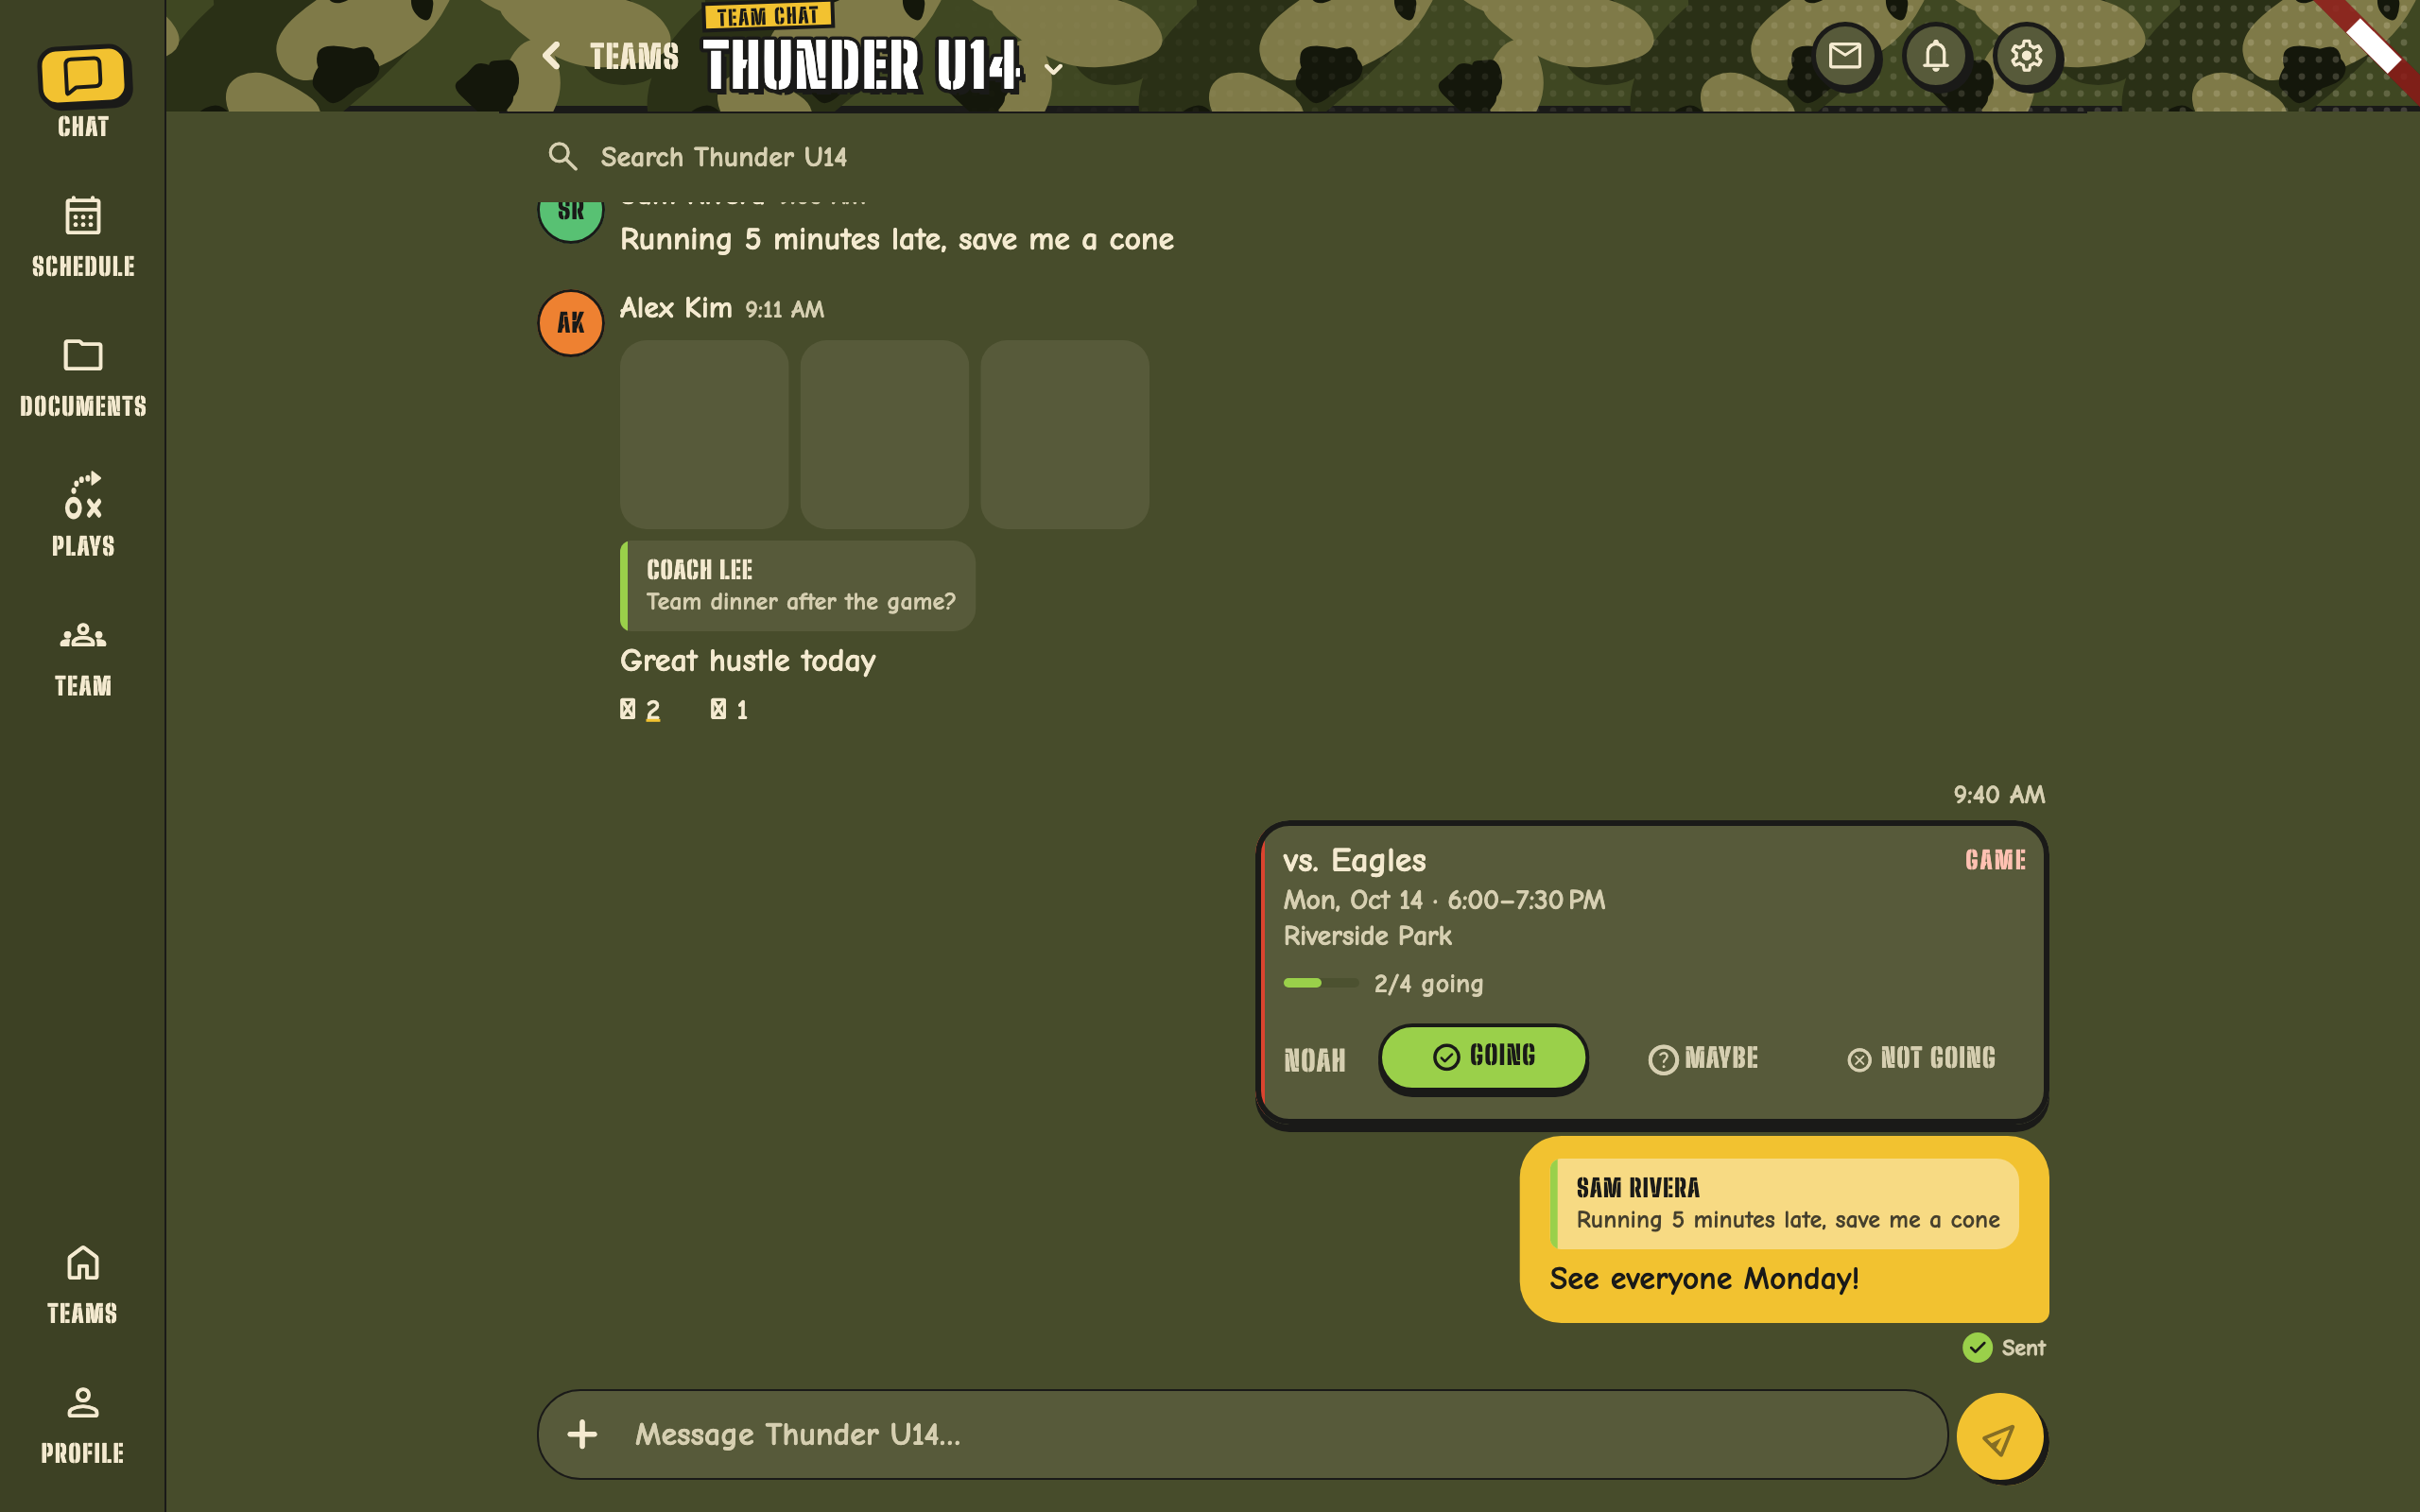 TEAM CHAT
TEAMS
THUNDER U14
CHAT
SCHEDULE
DOCUMENTS
PLAYS
TEAM
TEAMS
PROFILE
Search Thunder U14
SR
Running 5 minutes late, save me a cone
AK
Alex Kim 9:11 AM
COACH LEE
Team dinner after the game?
Great hustle today
2 1
9:40 AM
vs. Eagles GAME
Mon, Oct 14 · 6:00–7:30 PM
Riverside Park
2/4 going
NOAH GOING MAYBE NOT GOING
SAM RIVERA
Running 5 minutes late, save me a cone
See everyone Monday!
Sent
Message Thunder U14...